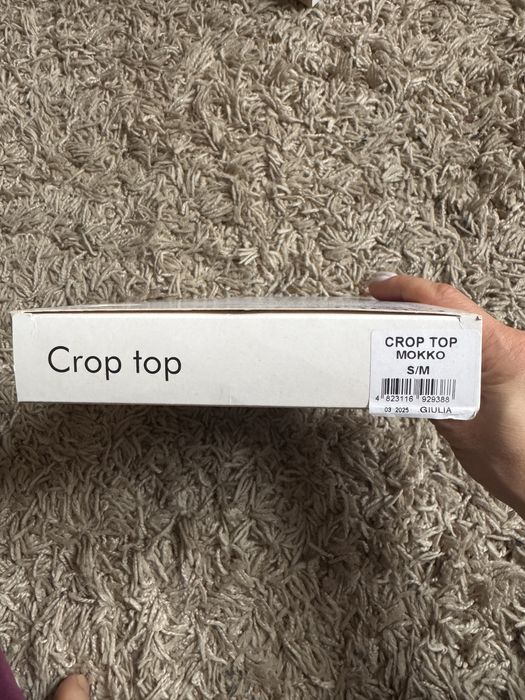 Crop top
CROP TOP
MOKKO
S/M
4 823116 929388
03 2025 GIULIA